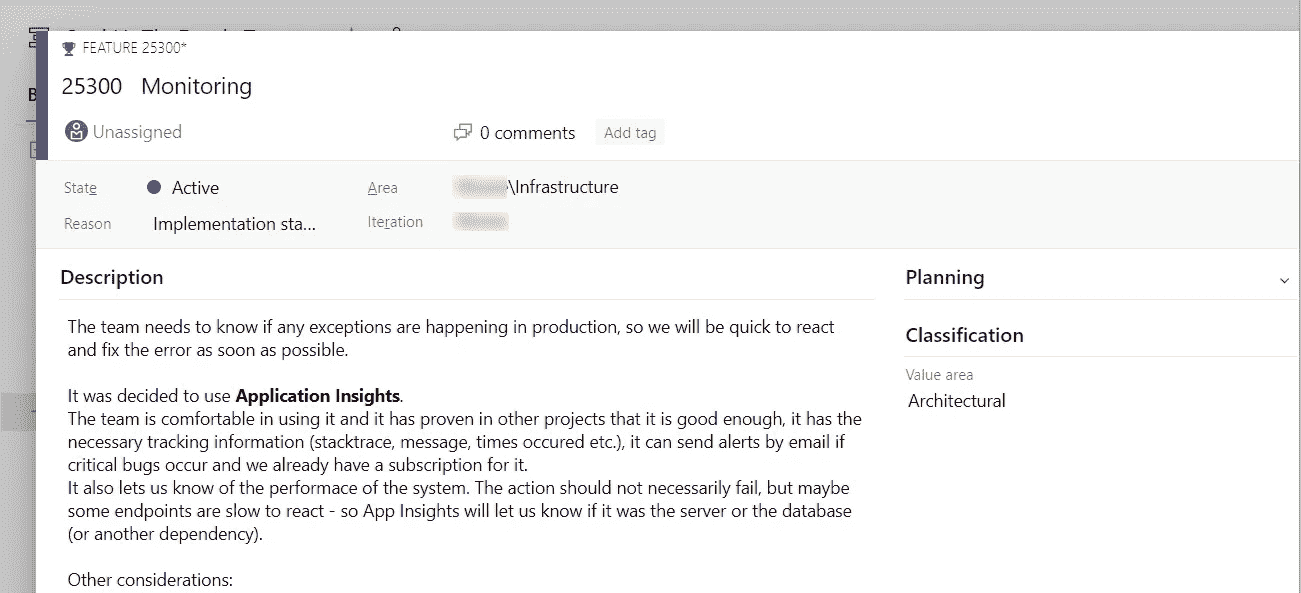 FEATURE 25300*
25300 Monitoring
Unassigned
0 comments
Add tag
State
Active
Area
\Infrastructure
Reason
Implementation sta...
Iteration
Description
The team needs to know if any exceptions are happening in production, so we will be quick to react
and fix the error as soon as possible.
It was decided to use Application Insights.
The team is comfortable in using it and it has proven in other projects that it is good enough, it has the
necessary tracking information (stacktrace, message, times occured etc.), it can send alerts by email if
critical bugs occur and we already have a subscription for it.
It also lets us know of the performace of the system. The action should not necessarily fail, but maybe
some endpoints are slow to react - so App Insights will let us know if it was the server or the database
(or another dependency).
Other considerations:
Planning
Classification
Value area
Architectural